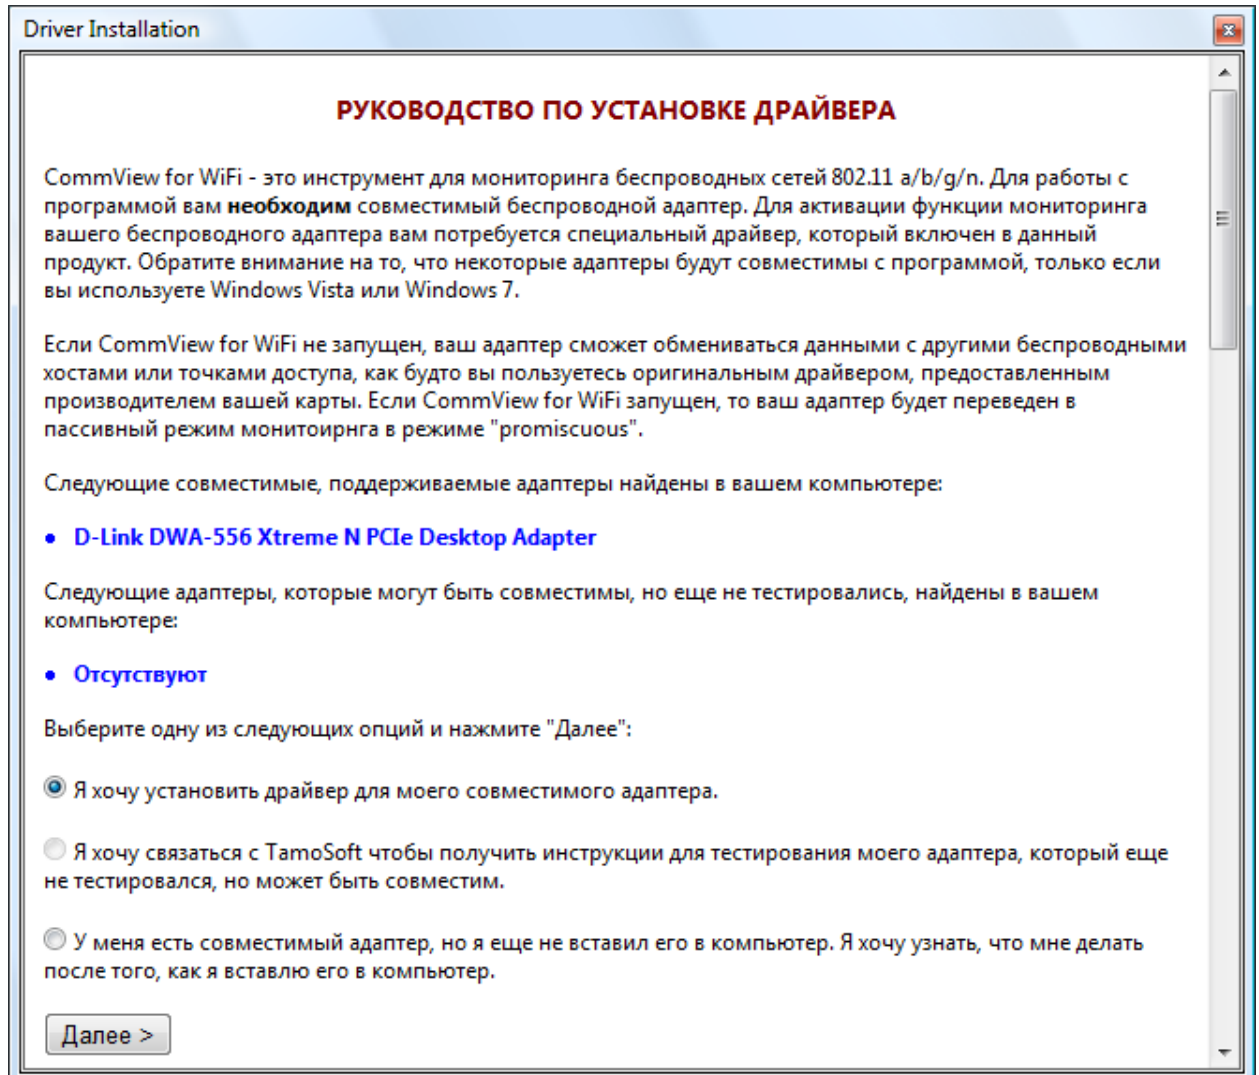 Driver Installation
РУКОВОДСТВО ПО УСТАНОВКЕ ДРАЙВЕРА
CommView for WiFi - это инструмент для мониторинга беспроводных сетей 802.11 a/b/g/n. Для работы с
программой вам необходим совместимый беспроводной адаптер. Для активации функции мониторинга
вашего беспроводного адаптера вам потребуется специальный драйвер, который включен в данный
продукт. Обратите внимание на то, что некоторые адаптеры будут совместимы с программой, только если
вы используете Windows Vista или Windows 7.
Если CommView for WiFi не запущен, ваш адаптер сможет обмениваться данными с другими беспроводными
хостами или точками доступа, как будто вы пользуетесь оригинальным драйвером, предоставленным
производителем вашей карты. Если CommView for WiFi запущен, то ваш адаптер будет переведен в
пассивный режим монитоирнга в режиме "promiscuous".
Следующие совместимые, поддерживаемые адаптеры найдены в вашем компьютере:
• D-Link DWA-556 Xtreme N PCIe Desktop Adapter
Следующие адаптеры, которые могут быть совместимы, но еще не тестировались, найдены в вашем
компьютере:
• Отсутствуют
Выберите одну из следующих опций и нажмите "Далее":
Я хочу установить драйвер для моего совместимого адаптера.
Я хочу связаться с TamoSoft чтобы получить инструкции для тестирования моего адаптера, который еще
не тестировался, но может быть совместим.
У меня есть совместимый адаптер, но я еще не вставил его в компьютер. Я хочу узнать, что мне делать
после того, как я вставлю его в компьютер.
Далее >